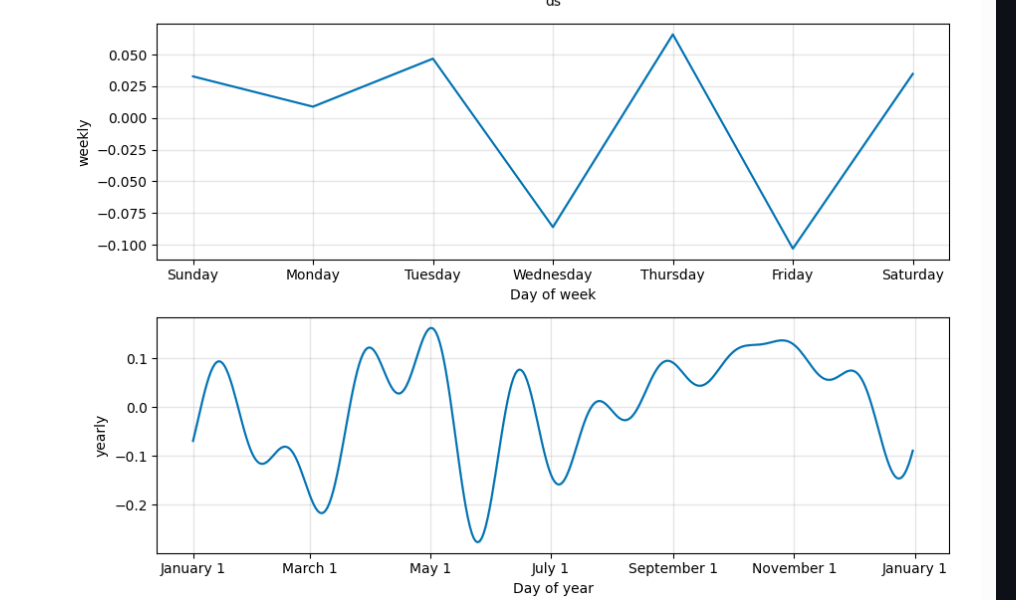 ds
0.050
0.025
0.000
−0.025
−0.050
−0.075
−0.100
weekly
Sunday Monday Tuesday Wednesday Thursday Friday Saturday
Day of week
0.1
0.0
−0.1
−0.2
yearly
January 1 March 1 May 1 July 1 September 1 November 1 January 1
Day of year